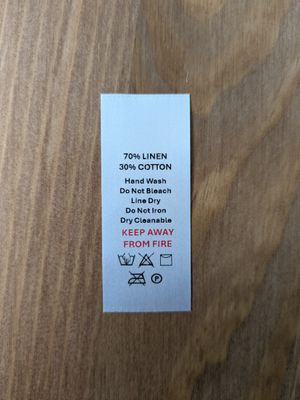 70% LINEN
30% COTTON
Hand Wash
Do Not Bleach
Line Dry
Do Not Iron
Dry Cleanable
KEEP AWAY
FROM FIRE
P